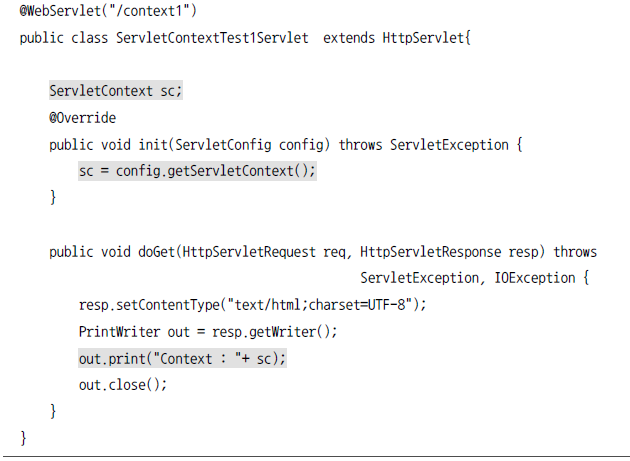 @WebServlet("/context1")
public class ServletContextTest1Servlet  extends HttpServlet{
ServletContext sc;
@Override
public void init(ServletConfig config) throws ServletException {
sc = config.getServletContext();
}
public void doGet(HttpServletRequest req, HttpServletResponse resp) throws
ServletException, IOException {
resp.setContentType("text/html;charset=UTF-8");
PrintWriter out = resp.getWriter();
out.print("Context : "+ sc);
out.close();
}
}